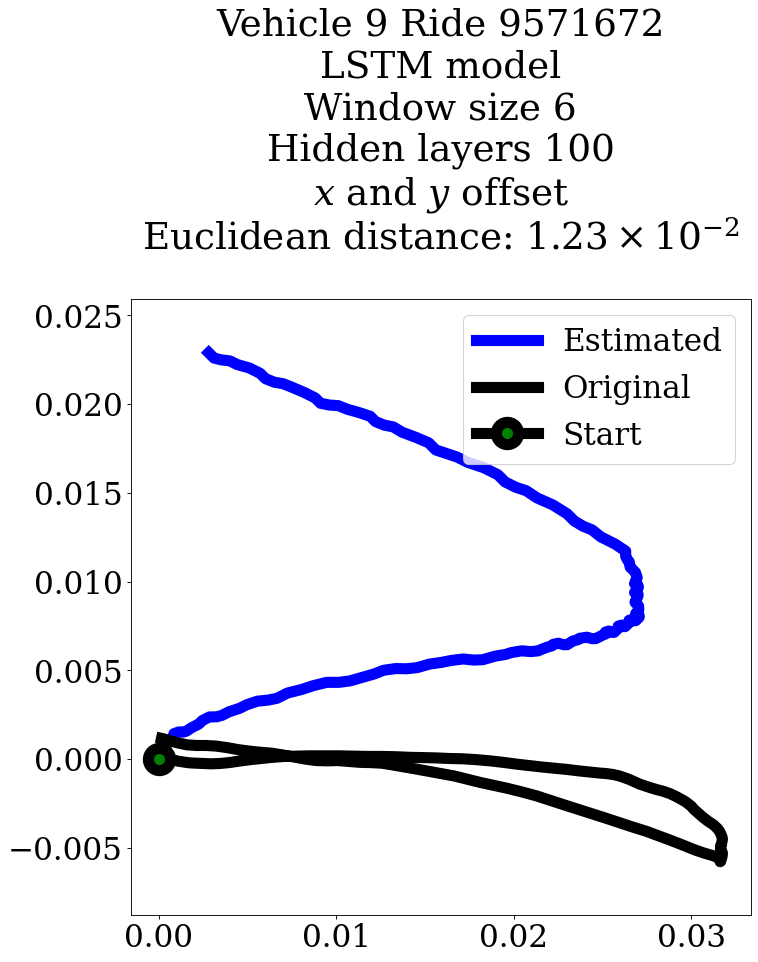 Vehicle 9 Ride 9571672
LSTM model
Window size 6
Hidden layers 100
x and y offset
Euclidean distance: 1.23 × 10⁻²
Estimated
Original
Start
0.025
0.020
0.015
0.010
0.005
0.000
−0.005
0.00 0.01 0.02 0.03